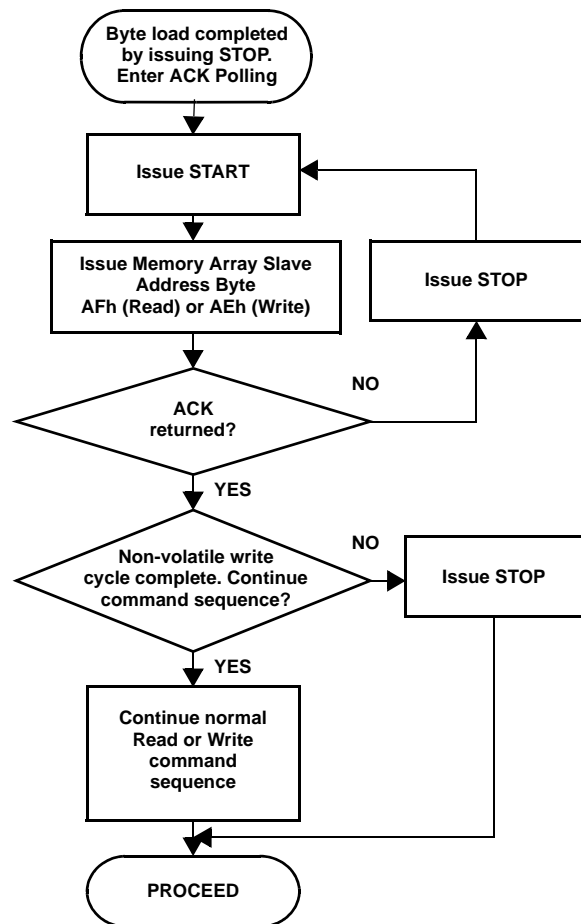 Byte load completed
by issuing STOP.
Enter ACK Polling
Issue START
Issue Memory Array Slave
Address Byte
AFh (Read) or AEh (Write)
Issue STOP
NO
ACK
returned?
YES
NO
Non-volatile write
cycle complete. Continue
command sequence?
Issue STOP
YES
Continue normal
Read or Write
command
sequence
PROCEED